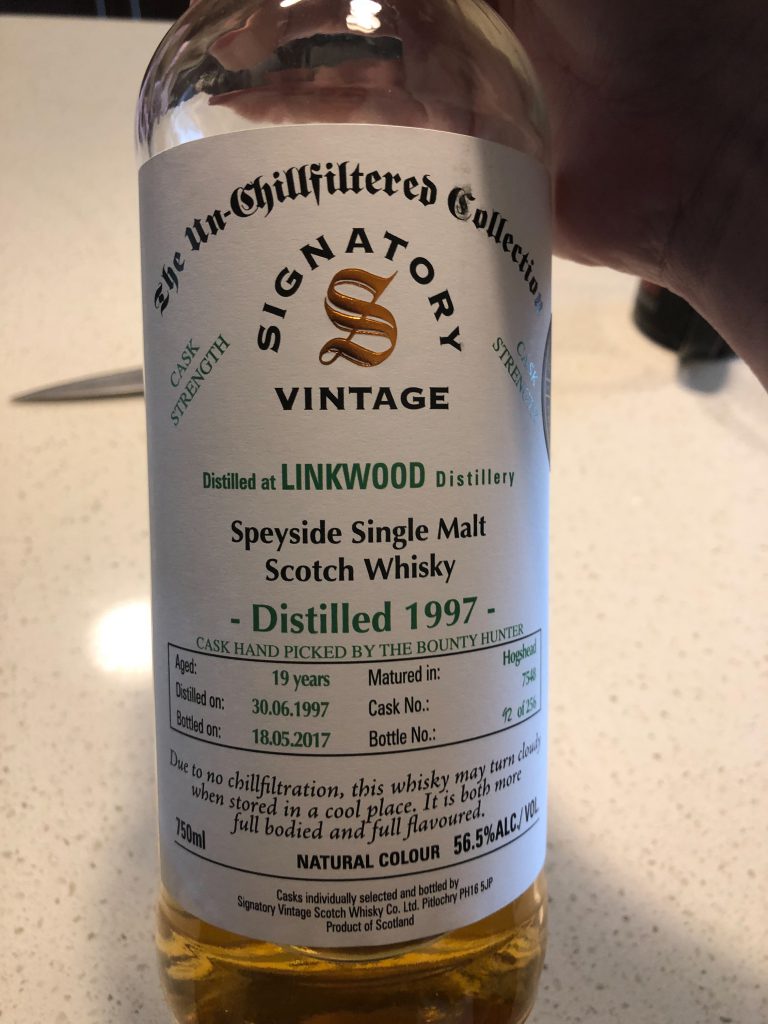 The Un-Chillfiltered Collection
SIGNATORY
S
VINTAGE
CASK
STRENGTH
CASK
STRENGTH
Distilled at LINKWOOD Distillery
Speyside Single Malt
Scotch Whisky
- Distilled 1997 -
CASK HAND PICKED BY THE BOUNTY HUNTER
Aged: 19 years Matured in: Hogshead
Distilled on: 30.06.1997 Cask No.: 7548
Bottled on: 18.05.2017 Bottle No.: 92 of 256
Due to no chillfiltration, this whisky may turn cloudy
when stored in a cool place. It is both more
full bodied and full flavoured.
750ml NATURAL COLOUR 56.5%ALC./VOL.
Casks individually selected and bottled by
Signatory Vintage Scotch Whisky Co. Ltd. Pitlochry PH16 5JP
Product of Scotland